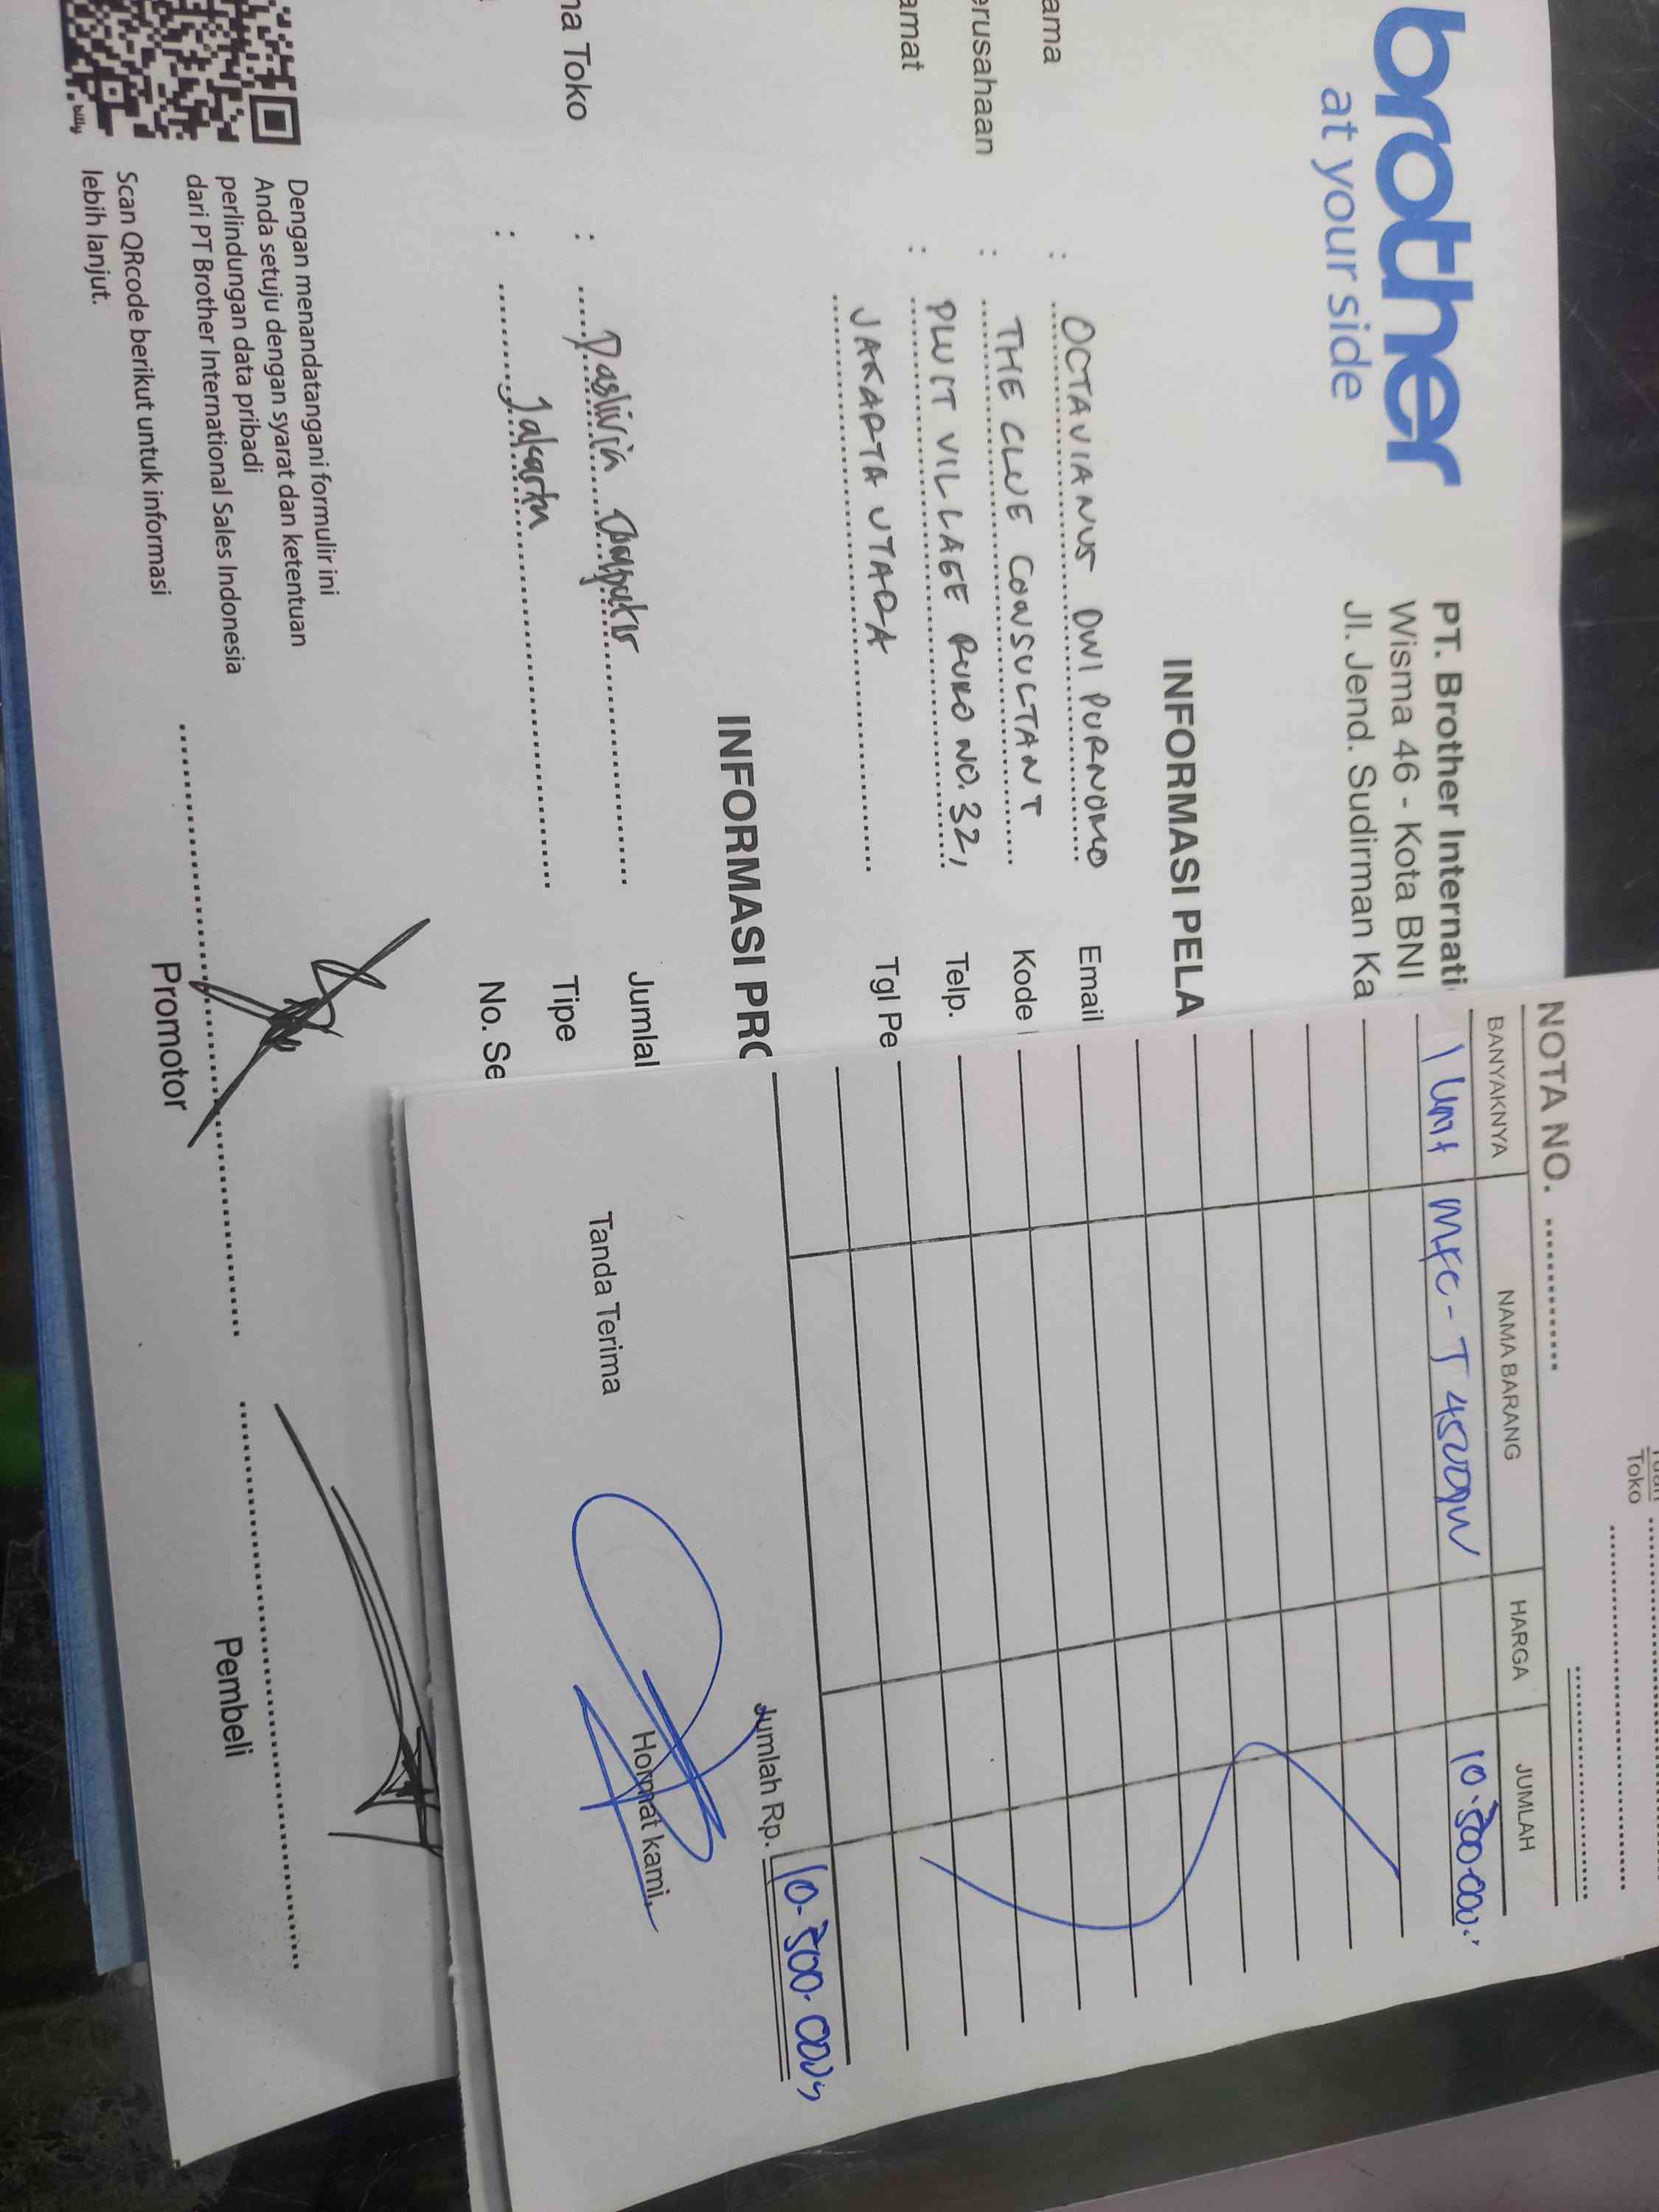 brother
at your side
PT. Brother Internati
Wisma 46 - Kota BNI
Jl. Jend. Sudirman Ka
INFORMASI PELA
ama : OCTAVIANUS DWI PURNOMO
Email
erusahaan : THE CLUE CONSULTANT
Kode
amat : PLUIT VILLAGE RUKO NO.32,
Telp.
JAKARTA UTARA
Tgl Pe
INFORMASI PRO
na Toko : Computer
Jumlal
: Jakarta
Tipe
No. Se
Dengan menandatangani formulir ini
Anda setuju dengan syarat dan ketentuan
perlindungan data pribadi
dari PT Brother International Sales Indonesia
Scan QRcode berikut untuk informasi
lebih lanjut.
bitly
Promotor
Pembeli
Tuan
Toko
NOTA NO.
BANYAKNYA NAMA BARANG HARGA JUMLAH
1 Unit MFC-T4500DW 10.500.000,-
Jumlah Rp. 10.500.000,-
Tanda Terima
Hormat kami,